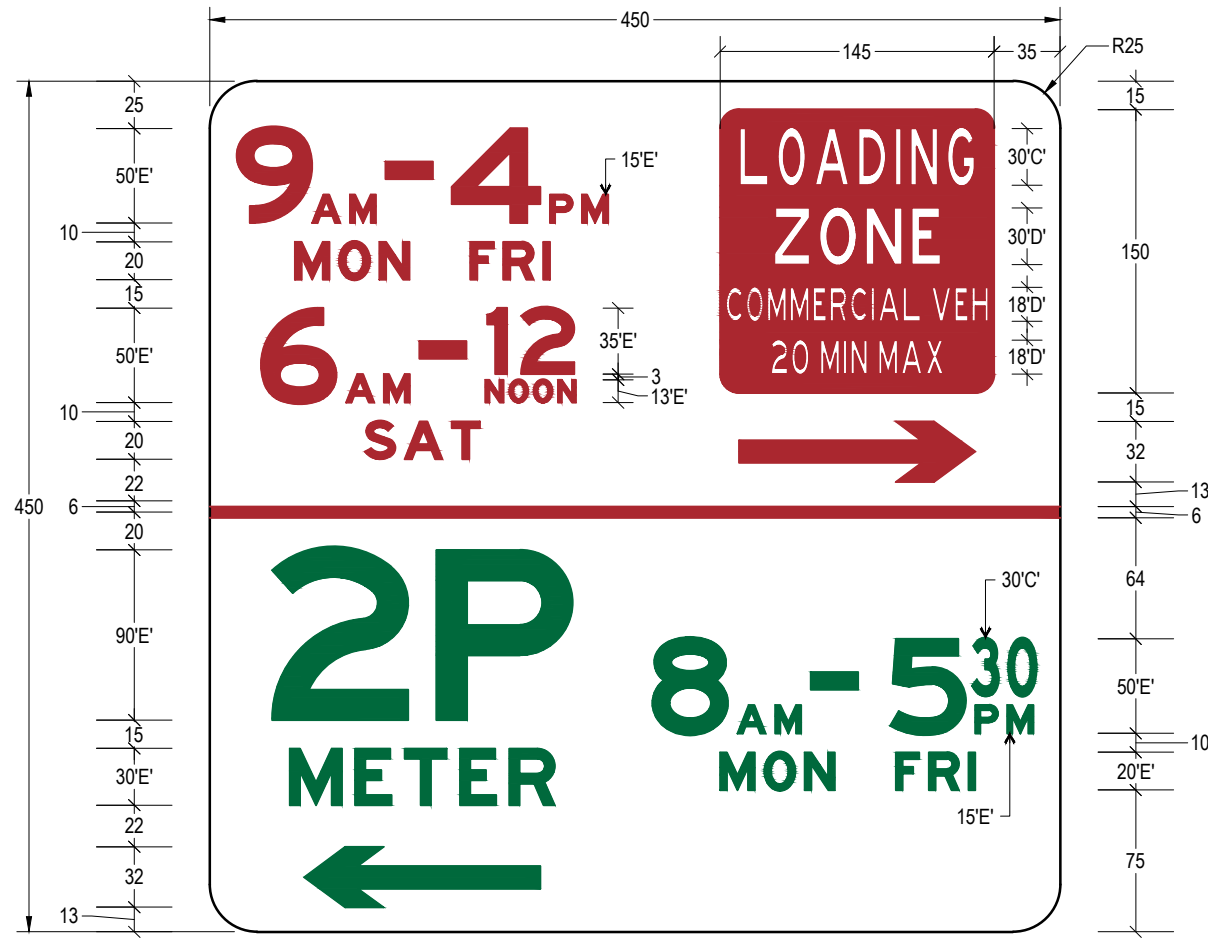 450
145
35
R25
25
50'E'
10
20
15
50'E'
10
20
22
6
20
90'E'
15
30'E'
22
32
13
450
9AM-4PM
15'E'
MON FRI
6AM-12NOON
35'E'
3
13'E'
SAT
LOADING
ZONE
COMMERCIAL VEH
20 MIN MAX
30'C'
30'D'
18'D'
18'D'
2P
METER
30'C'
8AM-530PM
MON FRI
15'E'
15
150
15
32
13
6
64
50'E'
10
20'E'
75